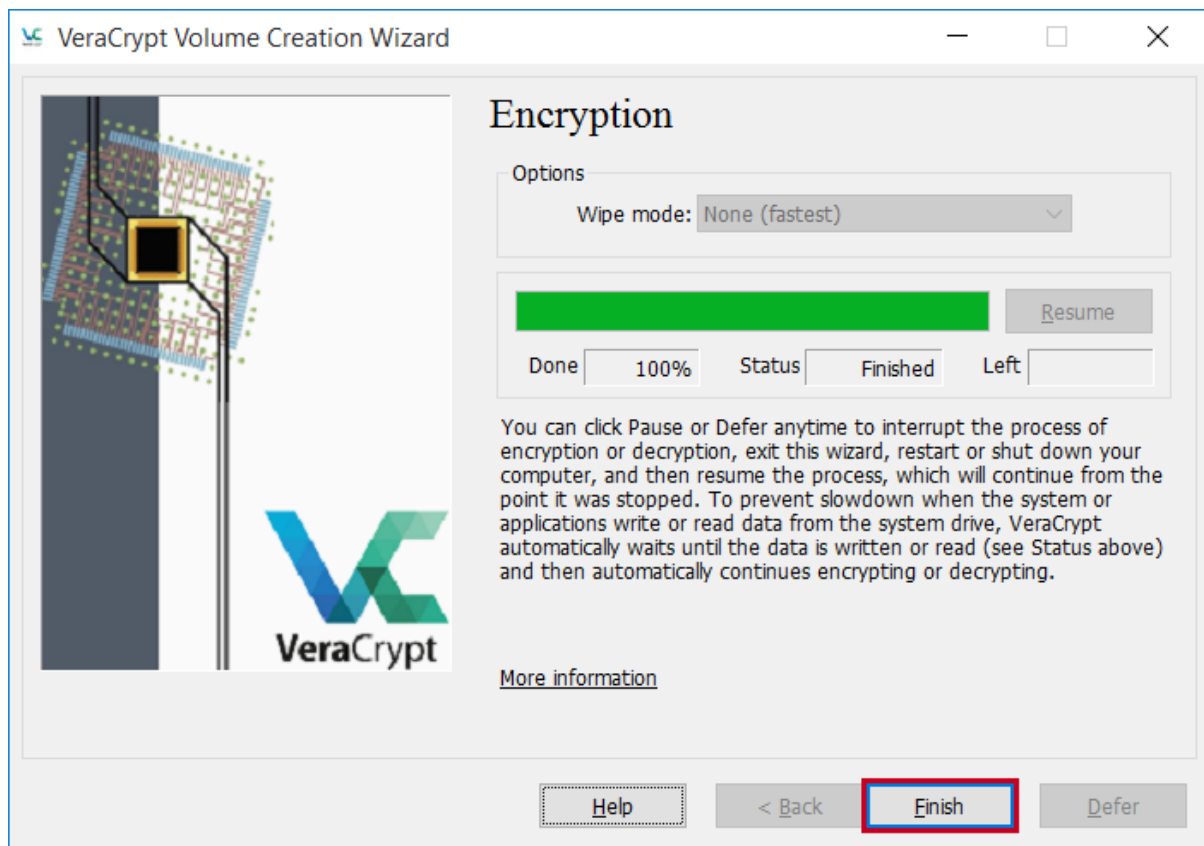 VeraCrypt Volume Creation Wizard
Encryption
Options
Wipe mode: None (fastest)
Resume
Done 100% Status Finished Left
You can click Pause or Defer anytime to interrupt the process of
encryption or decryption, exit this wizard, restart or shut down your
computer, and then resume the process, which will continue from the
point it was stopped. To prevent slowdown when the system or
applications write or read data from the system drive, VeraCrypt
automatically waits until the data is written or read (see Status above)
and then automatically continues encrypting or decrypting.
VeraCrypt
More information
Help < Back Finish Defer